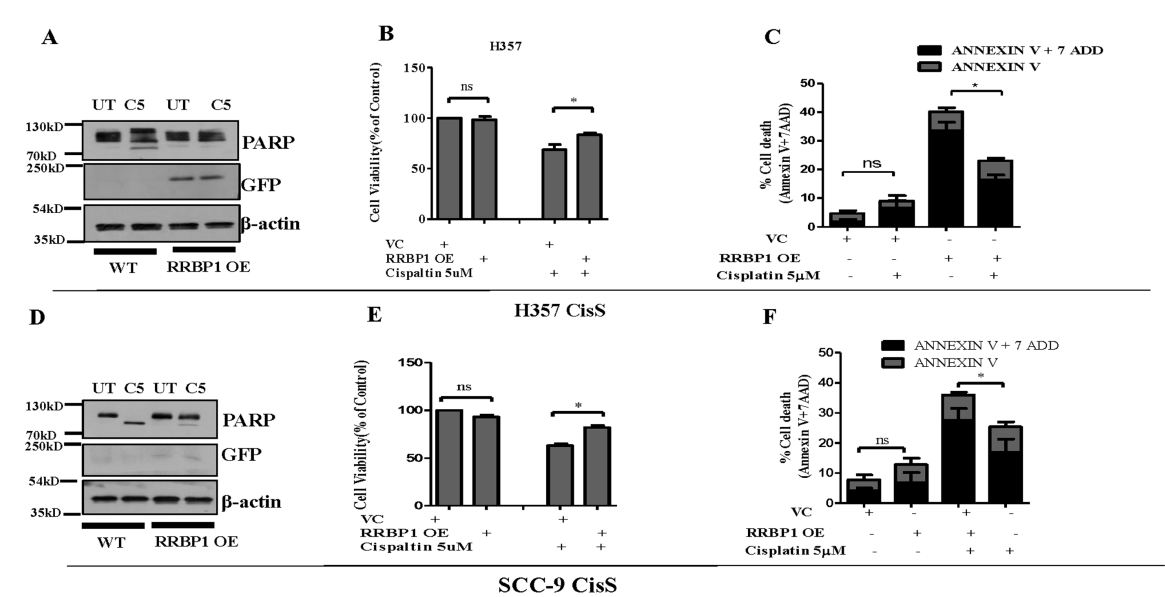 A
UT C5 UT C5
130kD
PARP
70kD
250kD
GFP
54kD
β-actin
35kD
WT RRBP1 OE
B
H357
Cell Viability(% of Control)
150
100
50
0
ns
*
VC + +
RRBP1 OE + +
Cispaltin 5uM + +
C
ANNEXIN V + 7 ADD
ANNEXIN V
% Cell death
(Annexin V+7AAD)
50
40
30
20
10
0
ns
*
VC + + - -
RRBP1 OE - - + +
Cisplatin 5µM - + - +
H357 CisS
D
UT C5 UT C5
130kD
PARP
70kD
250kD
GFP
54kD
β-actin
35kD
WT RRBP1 OE
E
Cell Viability(% of Control)
150
100
50
0
ns
*
VC + +
RRBP1 OE + +
Cispaltin 5uM + +
F
ANNEXIN V + 7 ADD
ANNEXIN V
% Cell death
(Annexin V+7AAD)
50
40
30
20
10
0
ns
*
VC + - + -
RRBP1 OE - + + -
Cisplatin 5µM - - + +
SCC-9 CisS